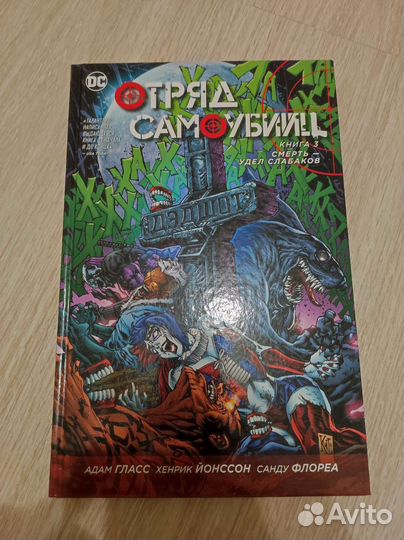 DC
ОТРЯД
САМОУБИЙЦ
КНИГА 3
СМЕРТЬ —
УДЕЛ СЛАБАКОВ
ДЭДШОТ
АДАМ ГЛАСС ХЕНРИК ЙОНССОН САНДУ ФЛОРЕА
Avito